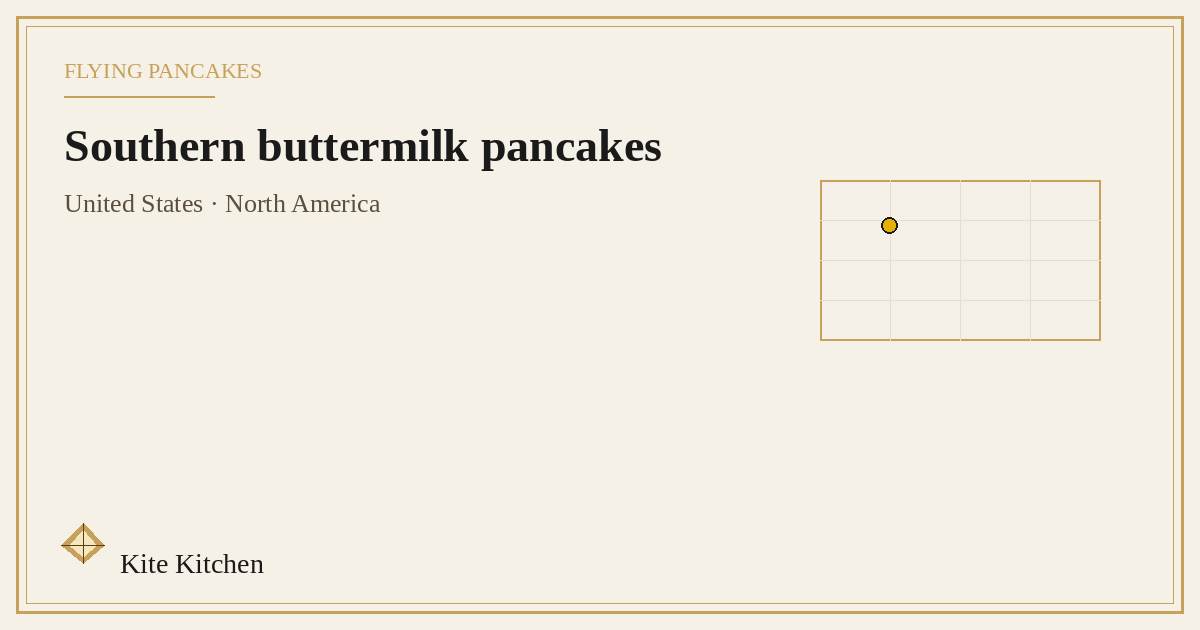 FLYING PANCAKES
Southern buttermilk pancakes
United States · North America
Kite Kitchen